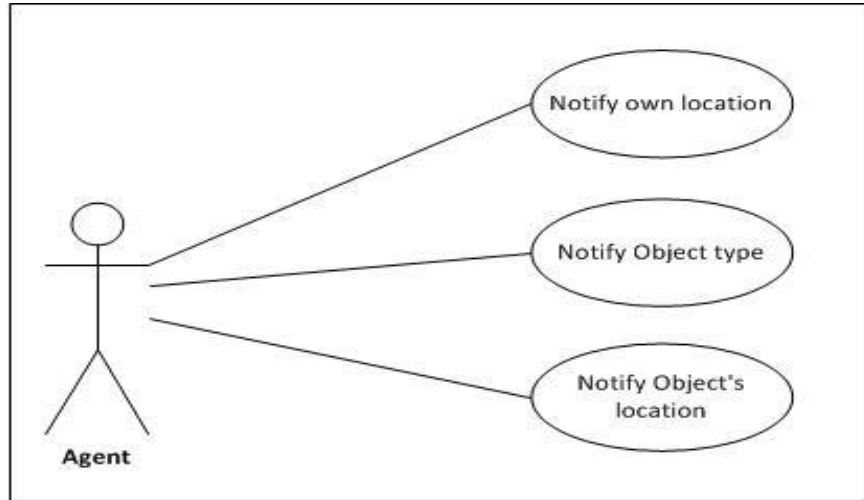 Notify own location
Notify Object type
Notify Object's
location
Agent